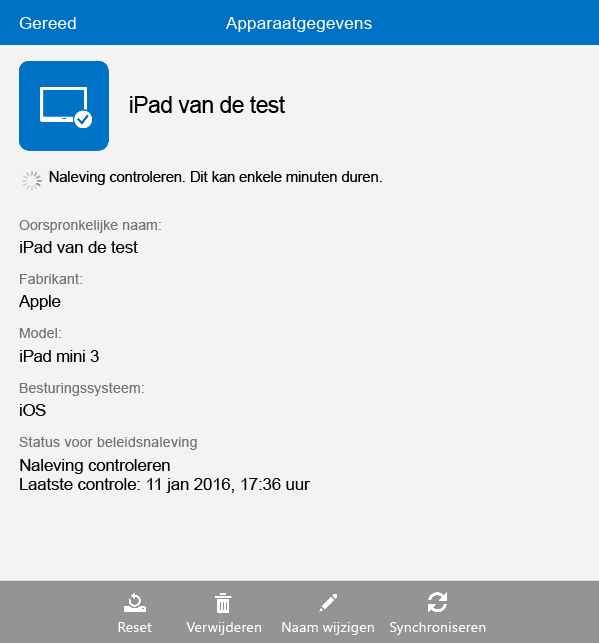 Gereed Apparaatgegevens
iPad van de test
Naleving controleren. Dit kan enkele minuten duren.
Oorspronkelijke naam:
iPad van de test
Fabrikant:
Apple
Model:
iPad mini 3
Besturingssysteem:
iOS
Status voor beleidsnaleving
Naleving controleren
Laatste controle: 11 jan 2016, 17:36 uur
Reset Verwijderen Naam wijzigen Synchroniseren